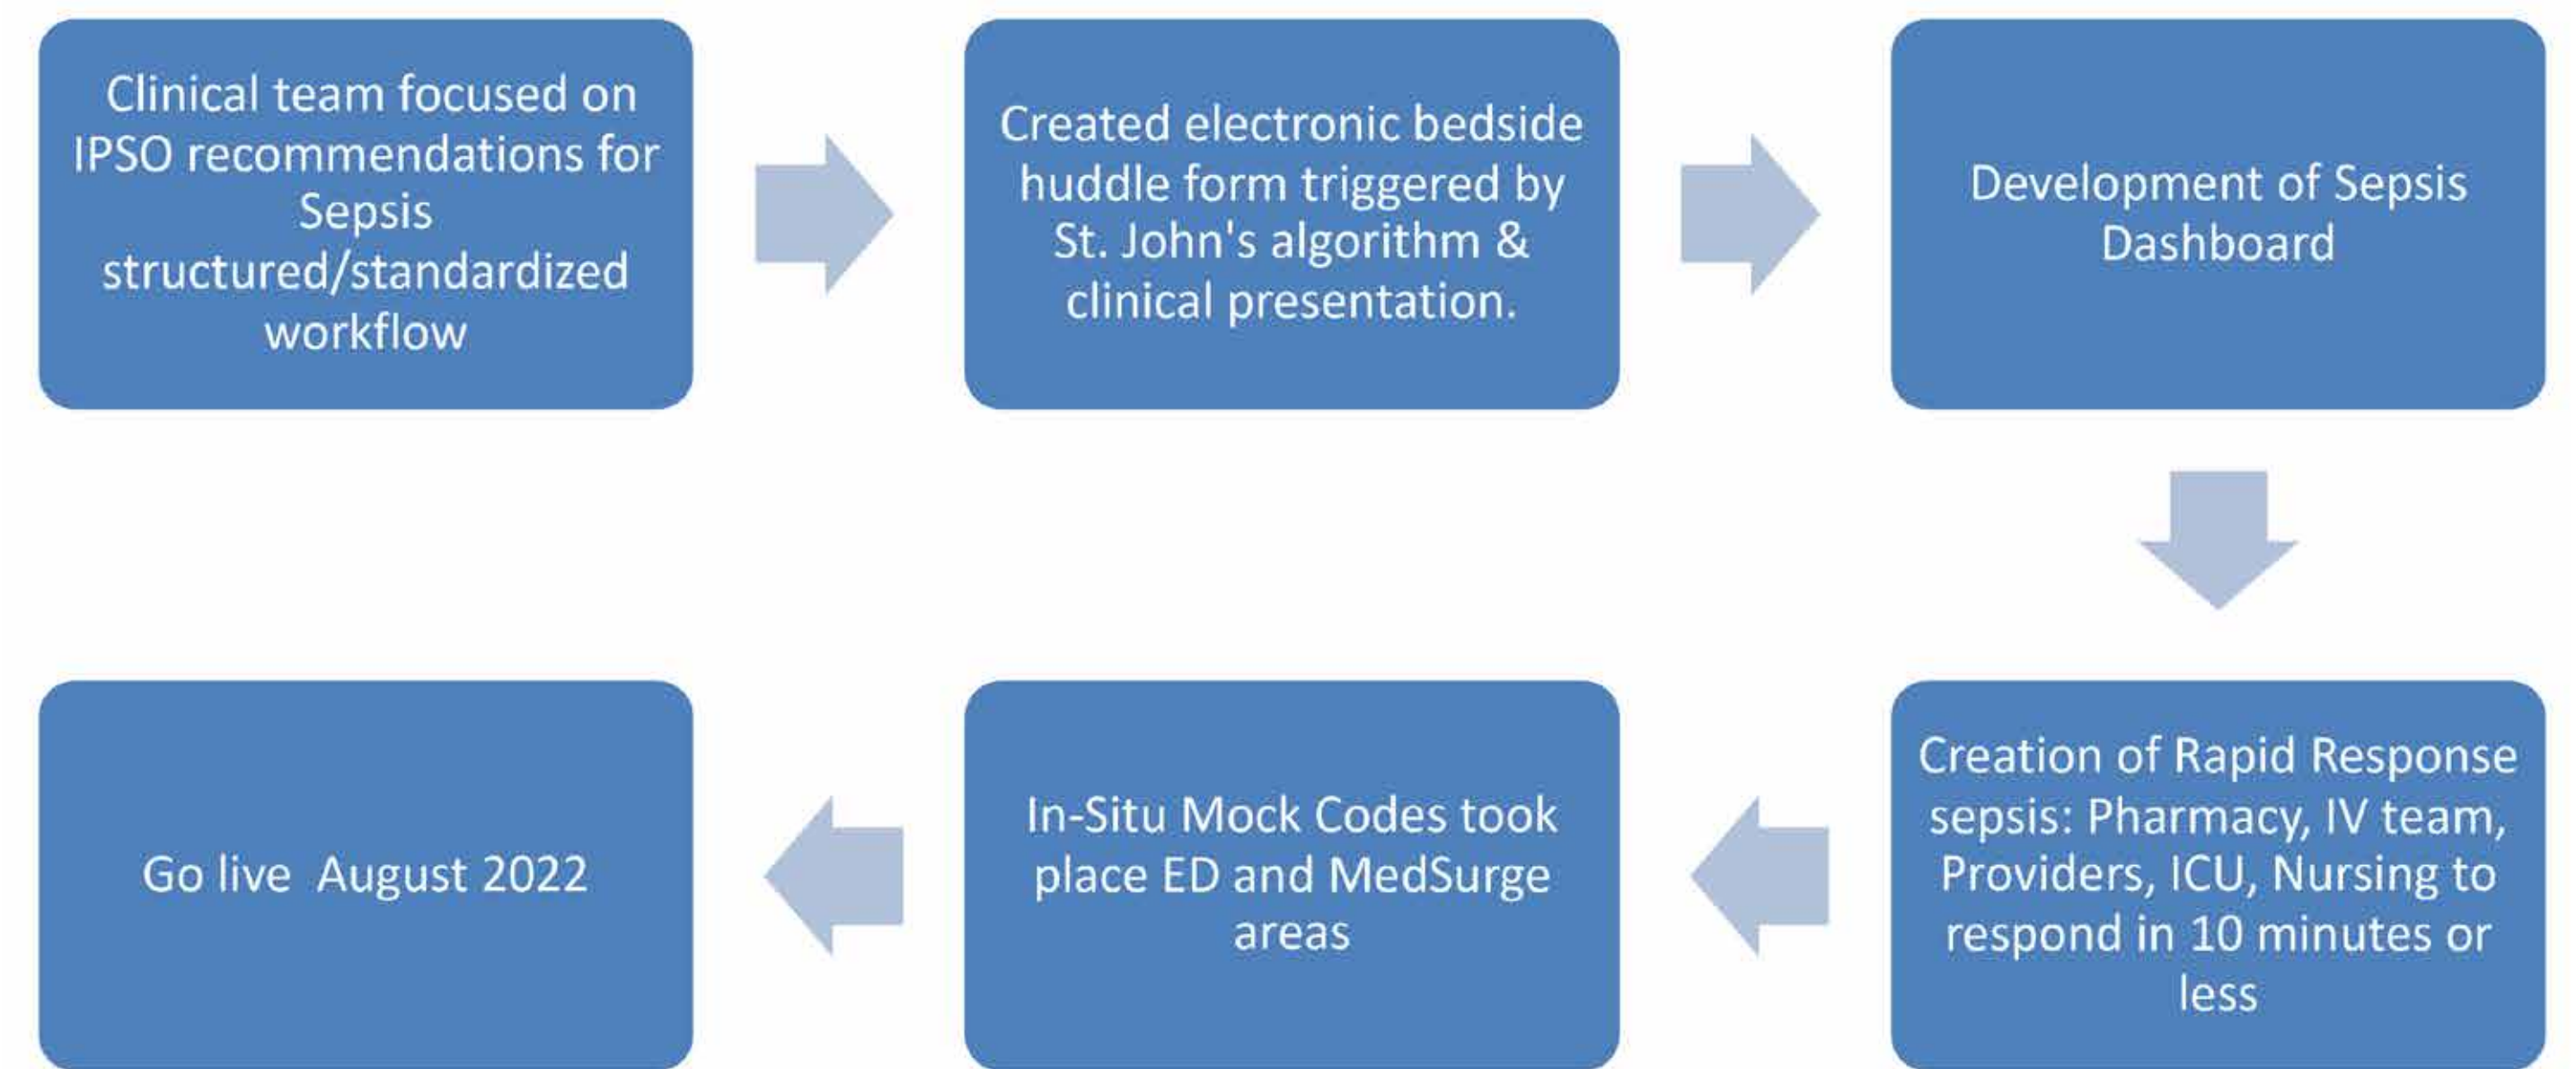 Clinical team focused on
IPSO recommendations for
Sepsis
structured/standardized
workflow
Created electronic bedside
huddle form triggered by
St. John's algorithm &
clinical presentation.
Development of Sepsis
Dashboard
Creation of Rapid Response
sepsis: Pharmacy, IV team,
Providers, ICU, Nursing to
respond in 10 minutes or
less
In-Situ Mock Codes took
place ED and MedSurge
areas
Go live  August 2022